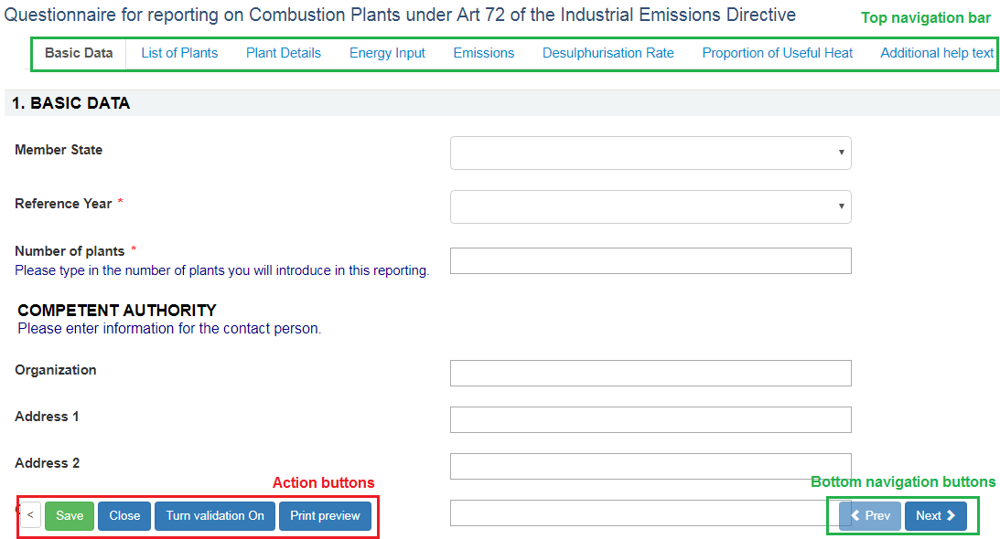 Questionnaire for reporting on Combustion Plants under Art 72 of the Industrial Emissions Directive
Top navigation bar
Basic Data List of Plants Plant Details Energy Input Emissions Desulphurisation Rate Proportion of Useful Heat Additional help text
1. BASIC DATA
Member State
Reference Year *
Number of plants *
Please type in the number of plants you will introduce in this reporting.
COMPETENT AUTHORITY
Please enter information for the contact person.
Organization
Address 1
Address 2
Action buttons
Bottom navigation buttons
< Save Close Turn validation On Print preview
Prev Next